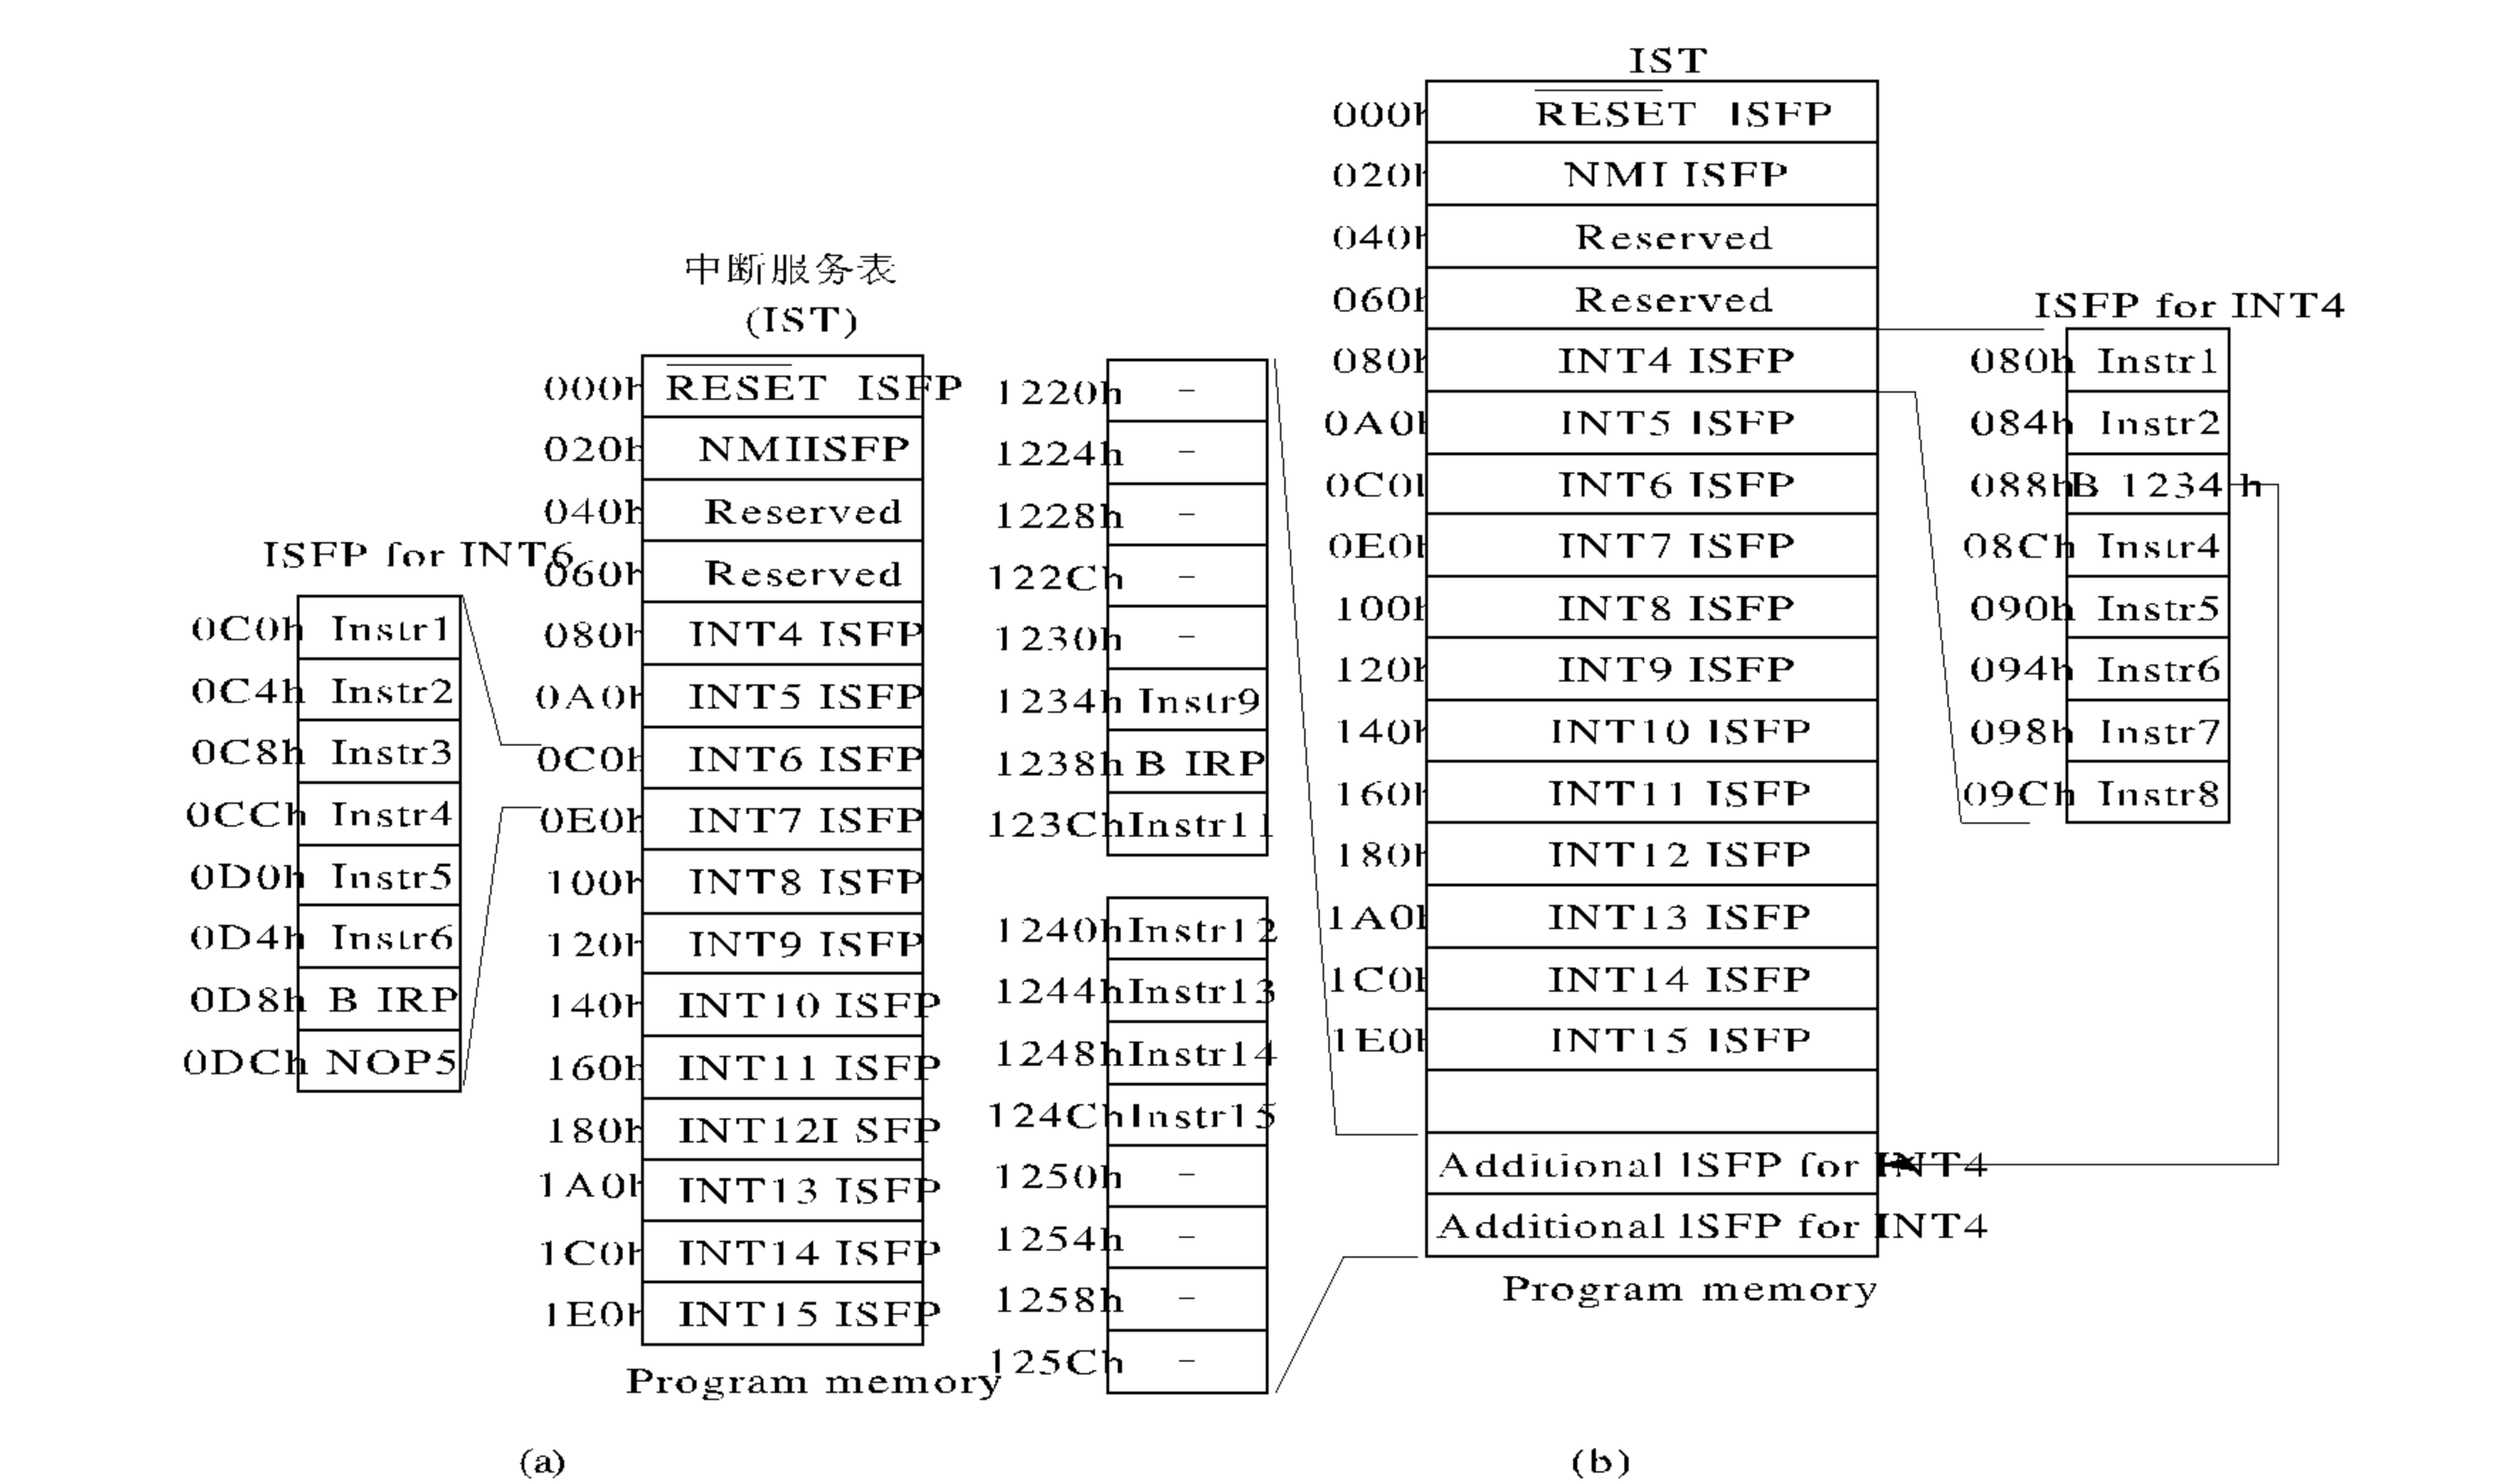 中断服务表
(IST)
000h RESET ISFP
020h NMIISFP
040h Reserved
060h Reserved
080h INT4 ISFP
0A0h INT5 ISFP
0C0h INT6 ISFP
0E0h INT7 ISFP
100h INT8 ISFP
120h INT9 ISFP
140h INT10 ISFP
160h INT11 ISFP
180h INT12I SFP
1A0h INT13 ISFP
1C0h INT14 ISFP
1E0h INT15 ISFP
Program memory
ISFP for INT6
0C0h Instr1
0C4h Instr2
0C8h Instr3
0CCh Instr4
0D0h Instr5
0D4h Instr6
0D8h B IRP
0DCh NOP5
(a)
1220h -
1224h -
1228h -
122Ch -
1230h -
1234h Instr9
1238h B IRP
123Ch Instr11
1240h Instr12
1244h Instr13
1248h Instr14
124Ch Instr15
1250h -
1254h -
1258h -
125Ch -
IST
000h RESET ISFP
020h NMI ISFP
040h Reserved
060h Reserved
080h INT4 ISFP
0A0h INT5 ISFP
0C0h INT6 ISFP
0E0h INT7 ISFP
100h INT8 ISFP
120h INT9 ISFP
140h INT10 ISFP
160h INT11 ISFP
180h INT12 ISFP
1A0h INT13 ISFP
1C0h INT14 ISFP
1E0h INT15 ISFP
Additional ISFP for INT4
Additional ISFP for INT4
Program memory
ISFP for INT4
080h Instr1
084h Instr2
088h B 1234 h
08Ch Instr4
090h Instr5
094h Instr6
098h Instr7
09Ch Instr8
(b)